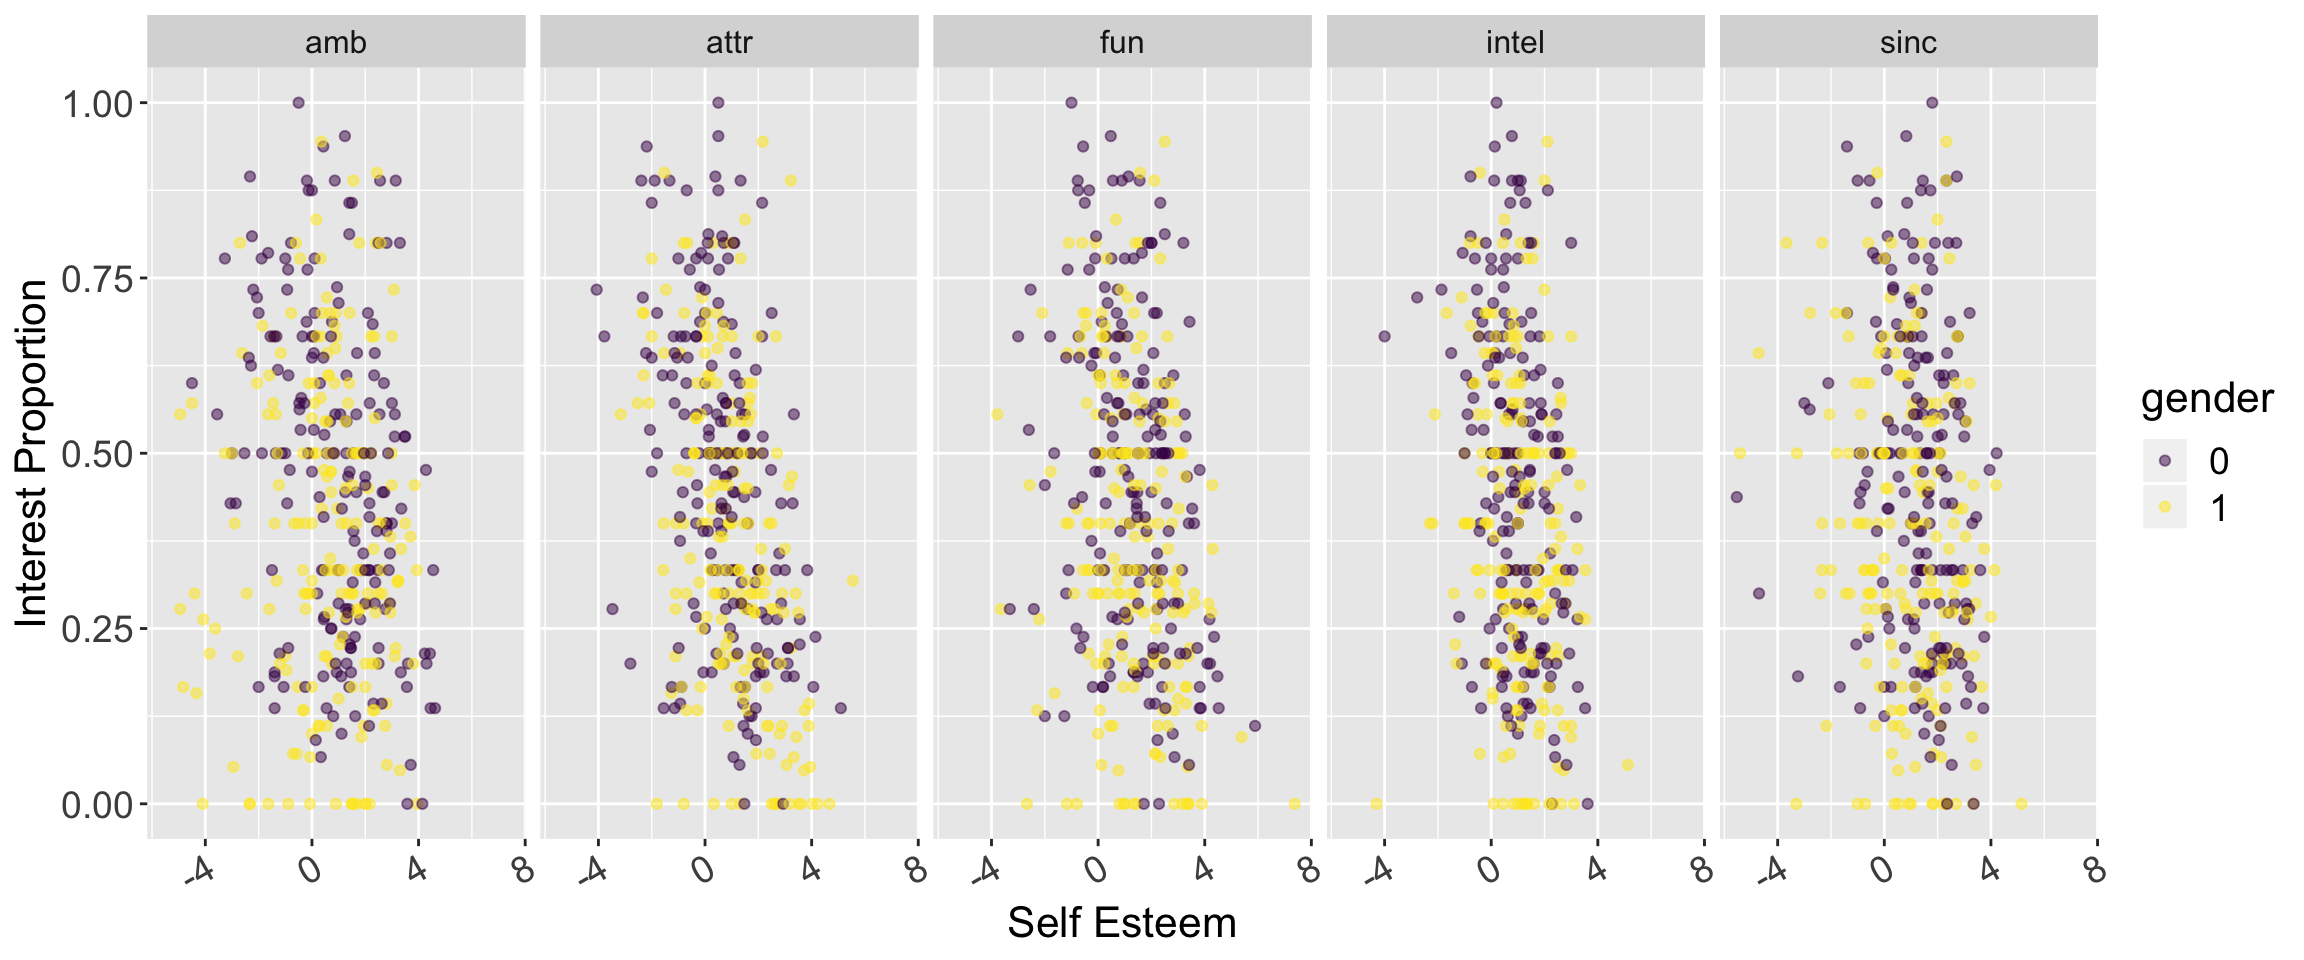 amb attr fun intel sinc
1.00
0.75
0.50
0.25
0.00
Interest Proportion
-4 0 4 8 -4 0 4 8 -4 0 4 8 -4 0 4 8 -4 0 4 8
Self Esteem
gender
0
1